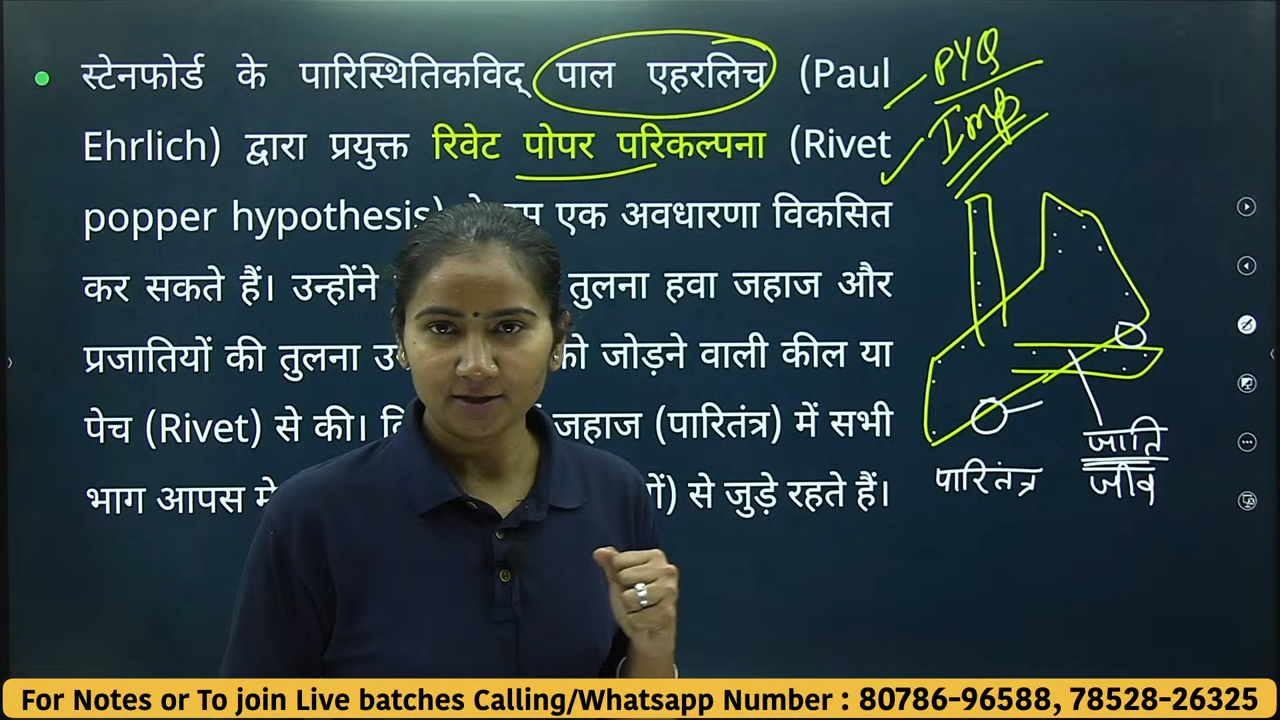 स्टेनफोर्ड के पारिस्थितिकविद् पाल एहरलिच (Paul
Ehrlich) द्वारा प्रयुक्त रिवेट पोपर परिकल्पना (Rivet
popper hypothesis) एक अवधारणा विकसित
कर सकते हैं। उन्होंने तुलना हवा जहाज और
प्रजातियों की तुलना को जोड़ने वाली कील या
पेच (Rivet) से की। जहाज (पारितंत्र) में सभी
भाग आपस से जुड़े रहते हैं।
PYQ
Imp
पारितंत्र
जाति
जीव
For Notes or To join Live batches Calling/Whatsapp Number : 80786-96588, 78528-26325